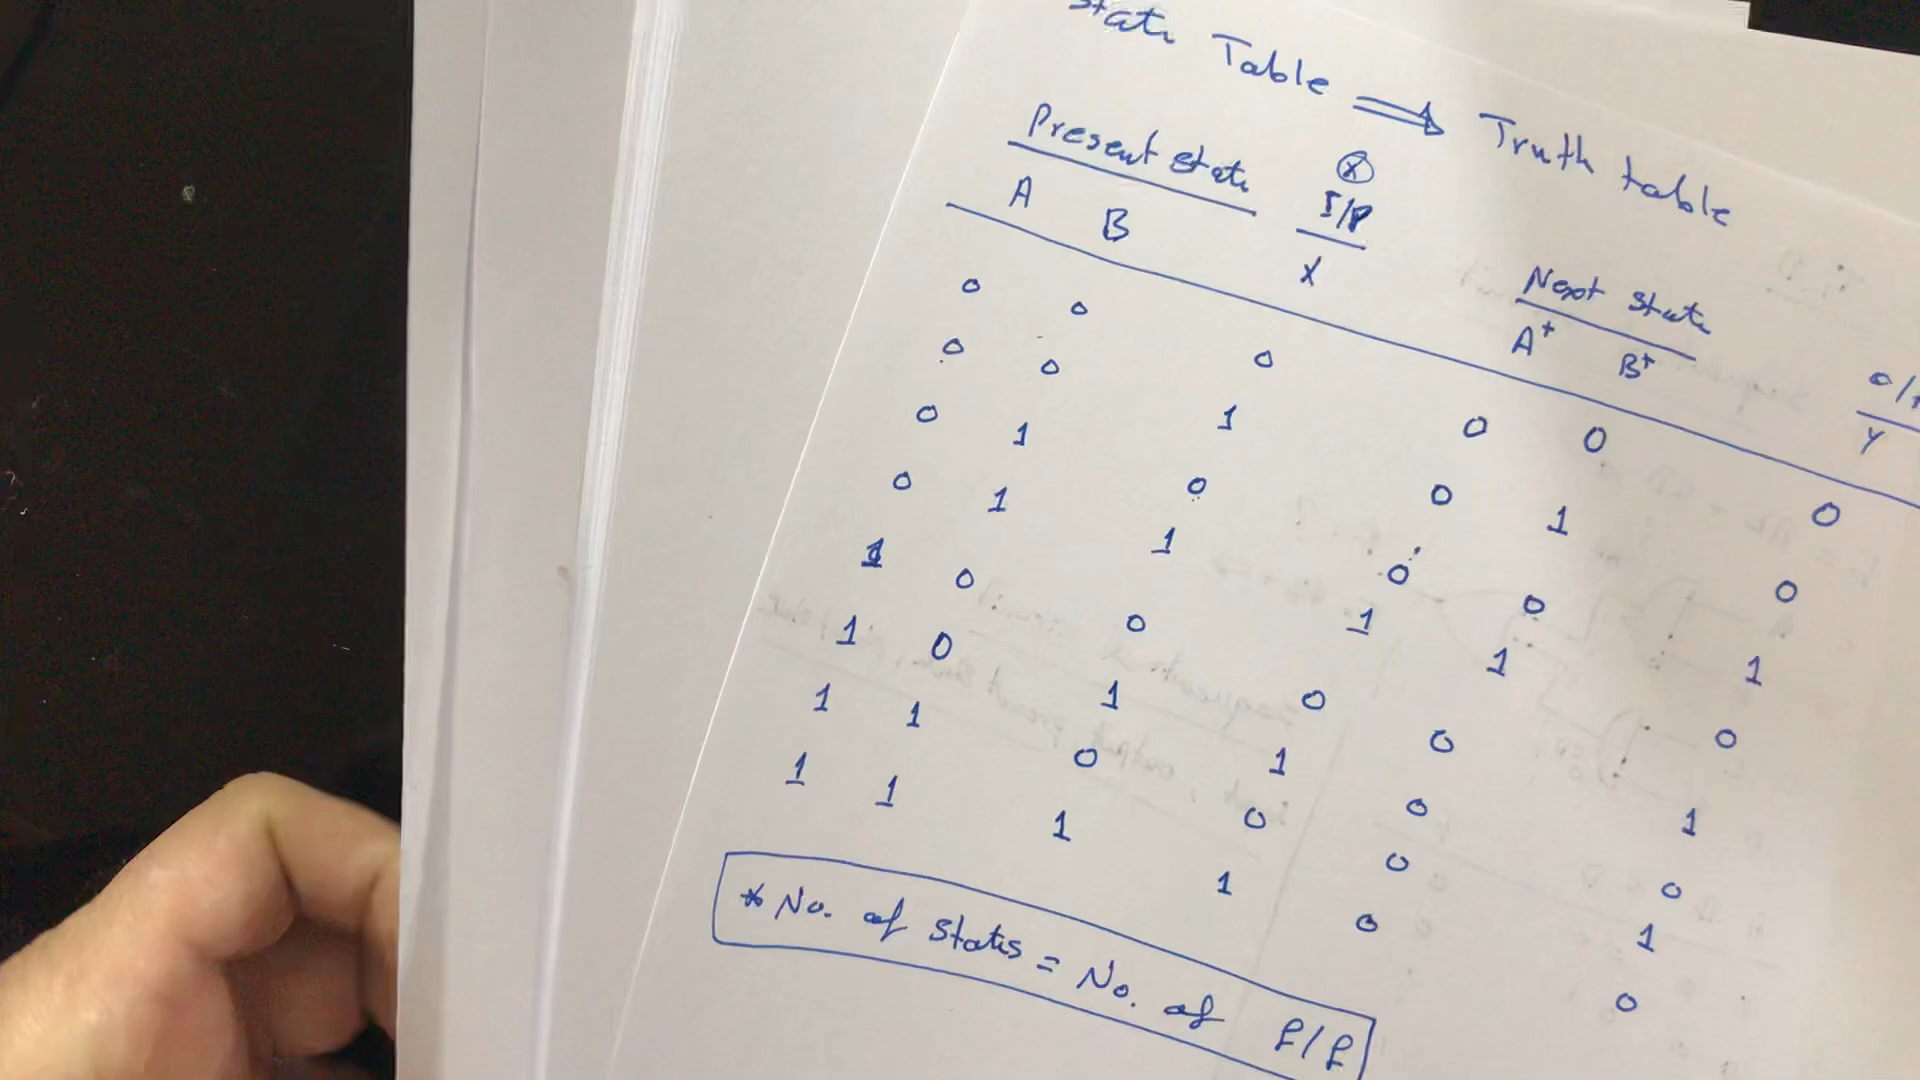 State Table ⇒ Truth table
Present state
I/P
X
A B
X
Next state
A+ B+
Y
0 0 0 0 0 0
0 0 1 0 1 0
0 1 0 0 0 1
0 1 1 1 1 0
1 0 0 0 0 1
1 0 1 1 0 0
1 1 0 0 0 1
1 1 1 1 0 0
* No. of states = No. of f/f